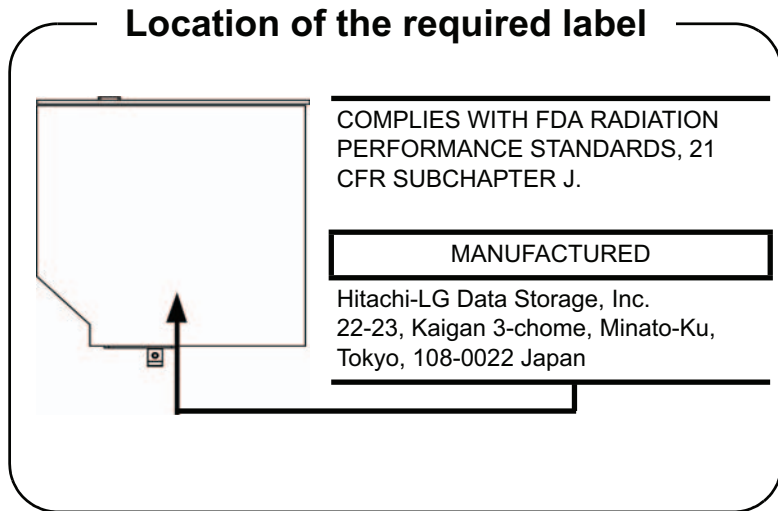 Location of the required label
COMPLIES WITH FDA RADIATION
PERFORMANCE STANDARDS, 21
CFR SUBCHAPTER J.
MANUFACTURED
Hitachi-LG Data Storage, Inc.
22-23, Kaigan 3-chome, Minato-Ku,
Tokyo, 108-0022 Japan